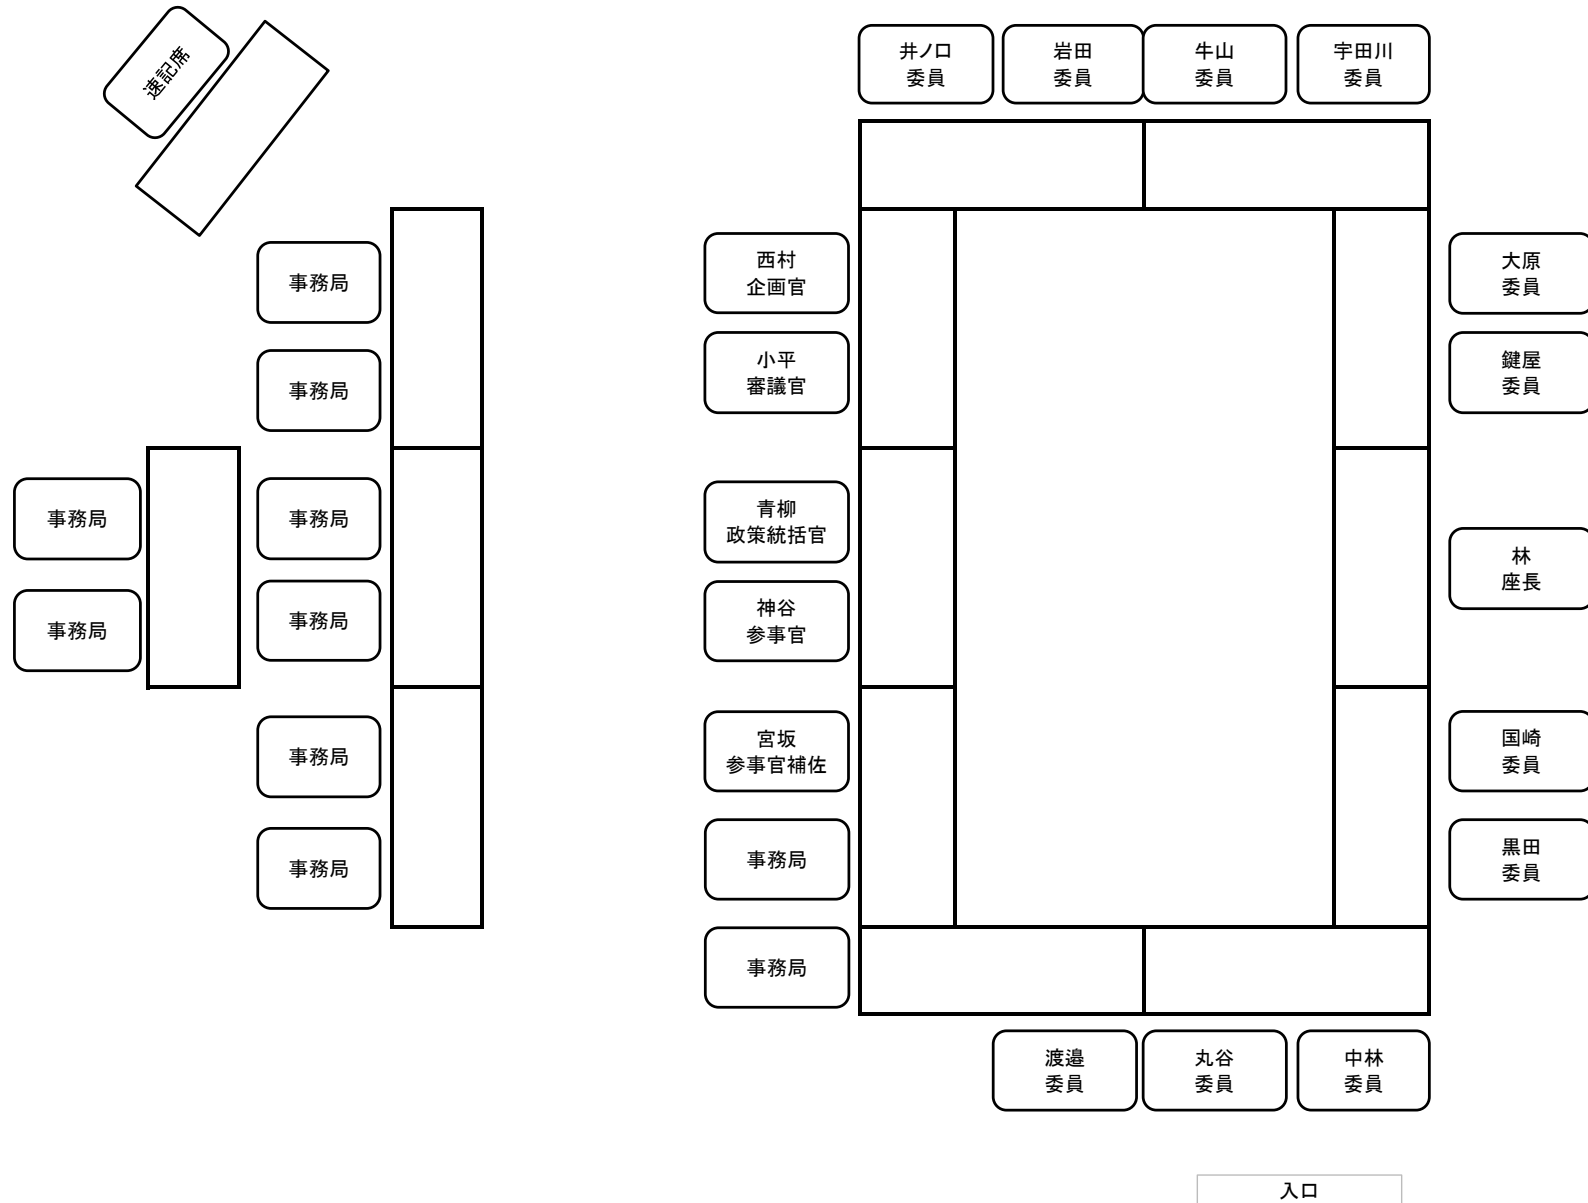 速記席
井ノ口
委員
岩田
委員
牛山
委員
宇田川
委員
事務局
事務局
事務局
事務局
事務局
事務局
事務局
事務局
西村
企画官
小平
審議官
青柳
政策統括官
神谷
参事官
宮坂
参事官補佐
事務局
事務局
大原
委員
鍵屋
委員
林
座長
国崎
委員
黒田
委員
渡邉
委員
丸谷
委員
中林
委員
入口